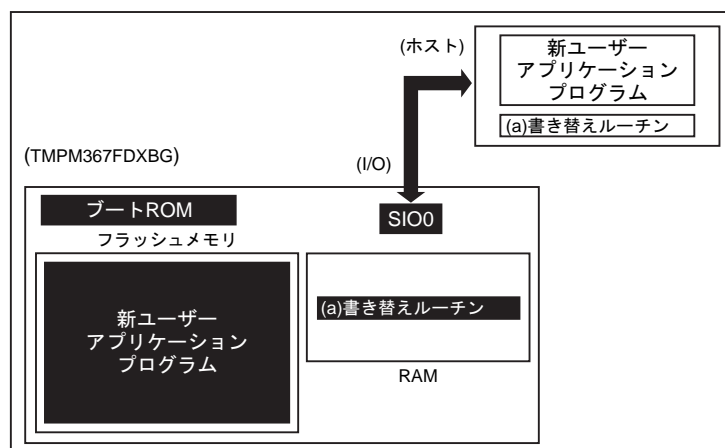 (ホスト)
新ユーザー
アプリケーション
プログラム
(a)書き替えルーチン
(TMPM367FDXBG)
(I/O)
ブートROM
SIO0
フラッシュメモリ
新ユーザー
アプリケーション
プログラム
(a)書き替えルーチン
RAM